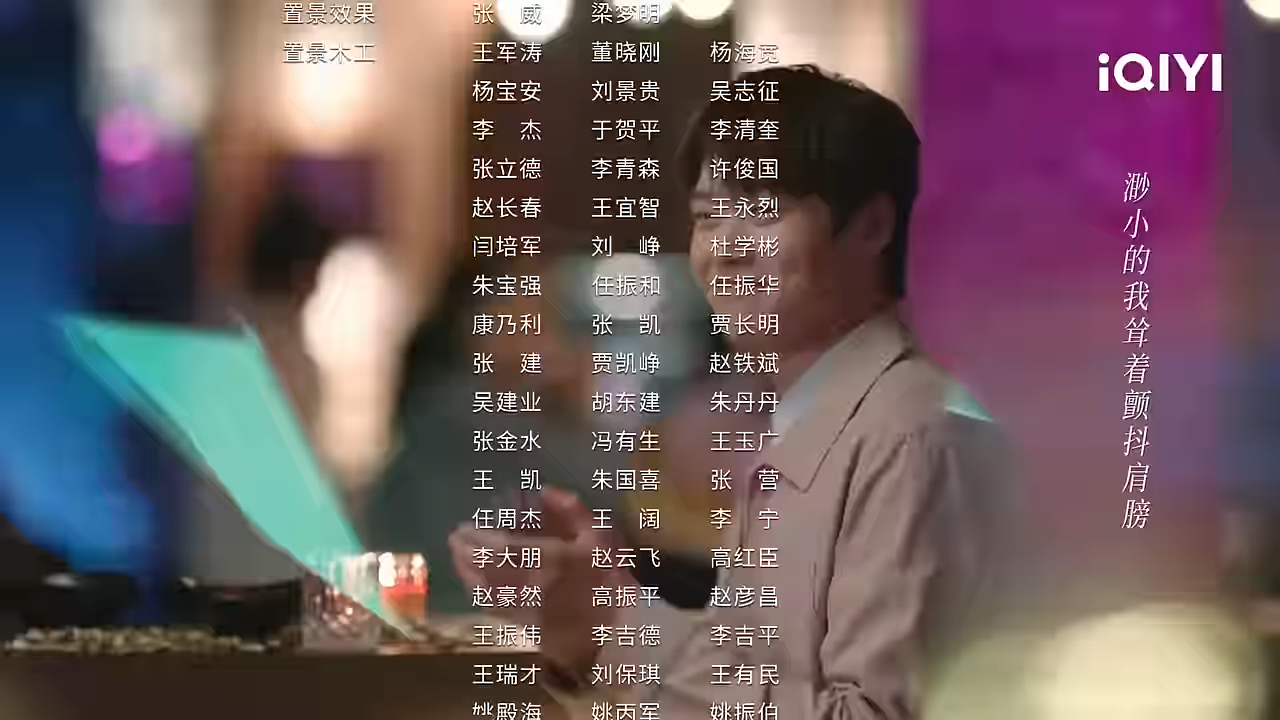 置景效果 张 威 梁梦明
置景木工 王军涛 董晓刚 杨海宽
杨宝安 刘景贵 吴志征
李 杰 于贺平 李清奎
张立德 李青森 许俊国
赵长春 王宜智 王永烈
闫培军 刘 峥 杜学彬
朱宝强 任振和 任振华
康乃利 张 凯 贾长明
张 建 贾凯峥 赵铁斌
吴建业 胡东建 朱丹丹
张金水 冯有生 王玉广
王 凯 朱国喜 张 营
任周杰 王 阔 李 宁
李大朋 赵云飞 高红臣
赵豪然 高振平 赵彦昌
王振伟 李吉德 李吉平
王瑞才 刘保琪 王有民
姚殿海 姚丙军 姚振伯
iQIYI
渺小的我耸着颤抖肩膀